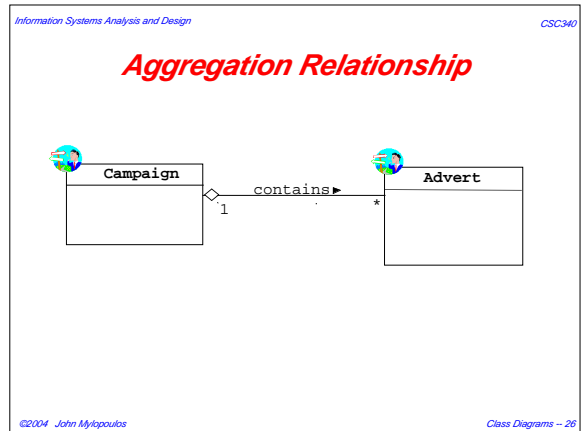 Information Systems Analysis and Design
CSC340
Aggregation Relationship
Campaign
Advert
contains
1
*
©2004 John Mylopoulos
Class Diagrams -- 26